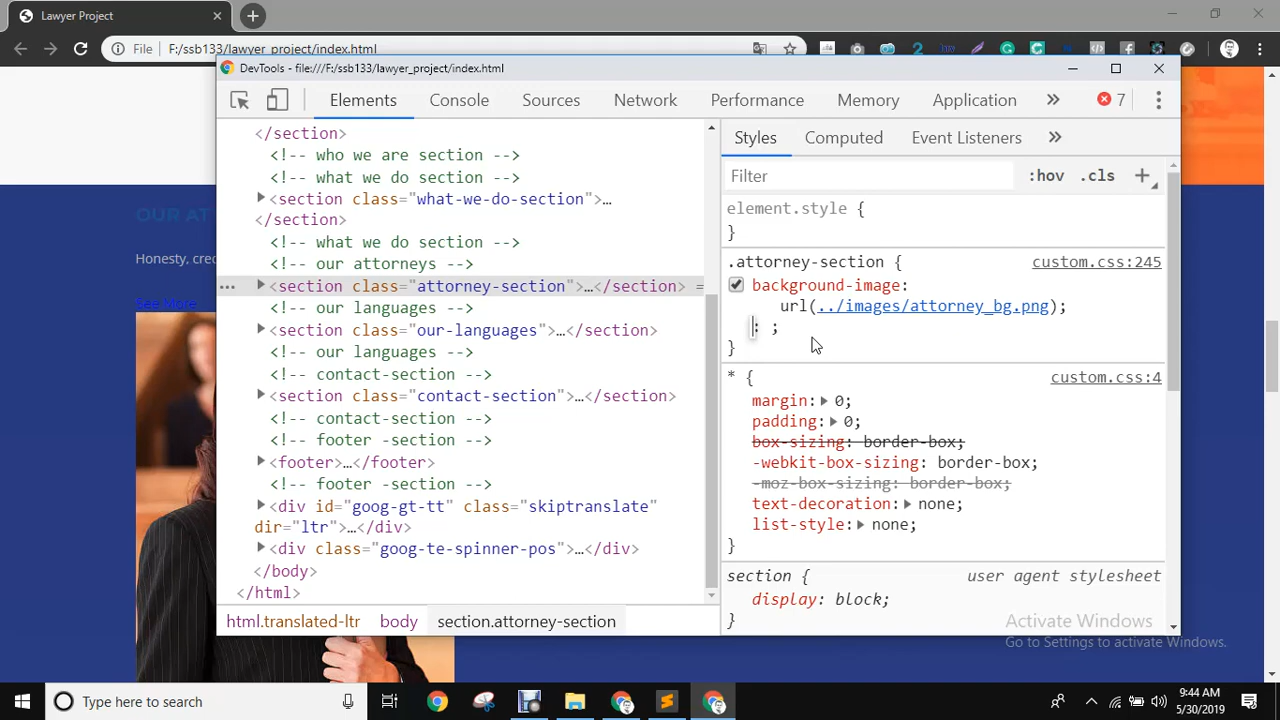 Lawyer Project
File
F:/ssb133/lawyer_project/index.html
DevTools - file:///F:/ssb133/lawyer_project/index.html
Elements
Console
Sources
Network
Performance
Memory
Application
7
</section>
<!-- who we are section -->
<!-- what we do section -->
<section class="what-we-do-section">…
</section>
<!-- what we do section -->
<!-- our attorneys -->
<section class="attorney-section">…</section> =
<!-- our languages -->
<section class="our-languages">…</section>
<!-- our languages -->
<!-- contact-section -->
<section class="contact-section">…</section>
<!-- contact-section -->
<!-- footer -section -->
<footer>…</footer>
<!-- footer -section -->
<div id="goog-gt-tt" class="skiptranslate"
dir="ltr">…</div>
<div class="goog-te-spinner-pos">…</div>
</body>
</html>
html.translated-ltr
body
section.attorney-section
Styles
Computed
Event Listeners
Filter
:hov
.cls
element.style {
}
.attorney-section {
custom.css:245
background-image:
url(../images/attorney_bg.png);
: ;
}
* {
custom.css:4
margin: 0;
padding: 0;
box-sizing: border-box;
-webkit-box-sizing: border-box;
-moz-box-sizing: border-box;
text-decoration: none;
list-style: none;
}
section {
user agent stylesheet
display: block;
}
Activate Windows
Go to Settings to activate Windows.
OUR AT
Honesty, cred
See More
Type here to search
9:44 AM
5/30/2019